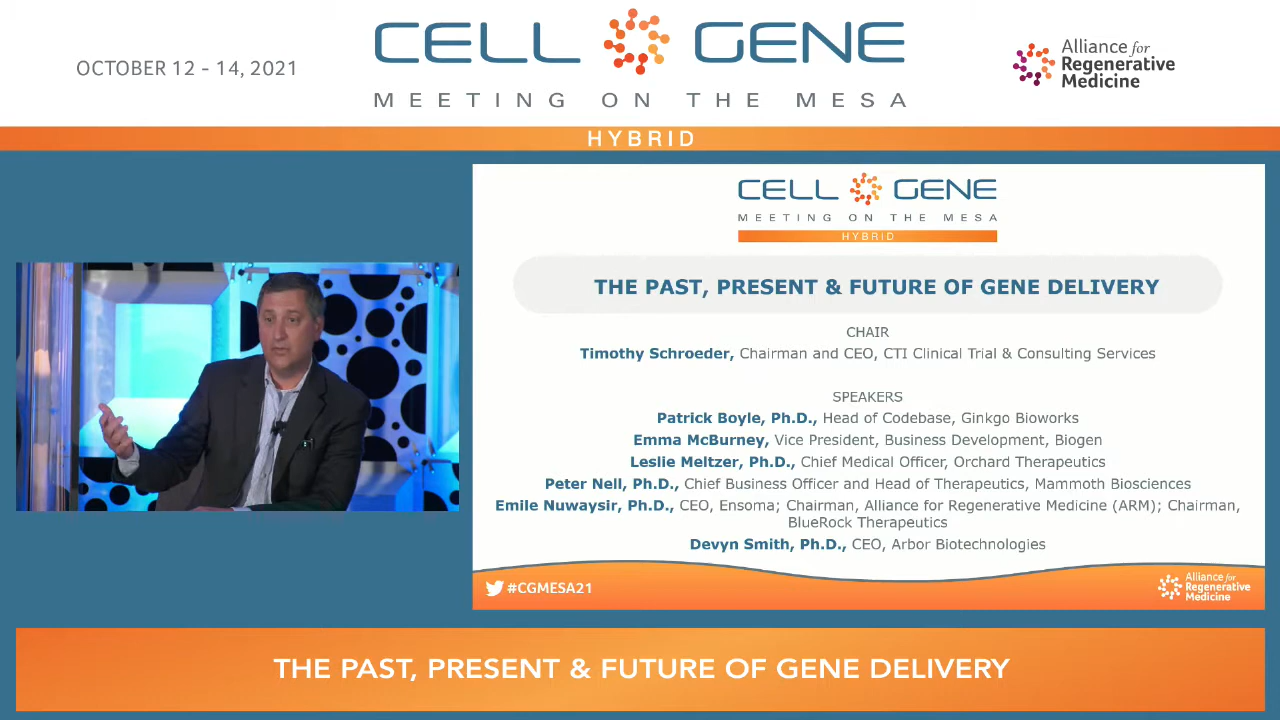 OCTOBER 12 - 14, 2021
CELL GENE
MEETING ON THE MESA
Alliance for
Regenerative
Medicine
HYBRID
CELL GENE
MEETING ON THE MESA
HYBRID
THE PAST, PRESENT & FUTURE OF GENE DELIVERY
CHAIR
Timothy Schroeder, Chairman and CEO, CTI Clinical Trial & Consulting Services
SPEAKERS
Patrick Boyle, Ph.D., Head of Codebase, Ginkgo Bioworks
Emma McBurney, Vice President, Business Development, Biogen
Leslie Meltzer, Ph.D., Chief Medical Officer, Orchard Therapeutics
Peter Nell, Ph.D., Chief Business Officer and Head of Therapeutics, Mammoth Biosciences
Emile Nuwaysir, Ph.D., CEO, Ensoma; Chairman, Alliance for Regenerative Medicine (ARM); Chairman,
BlueRock Therapeutics
Devyn Smith, Ph.D., CEO, Arbor Biotechnologies
#CGMESA21
Alliance for
Regenerative
Medicine
THE PAST, PRESENT & FUTURE OF GENE DELIVERY